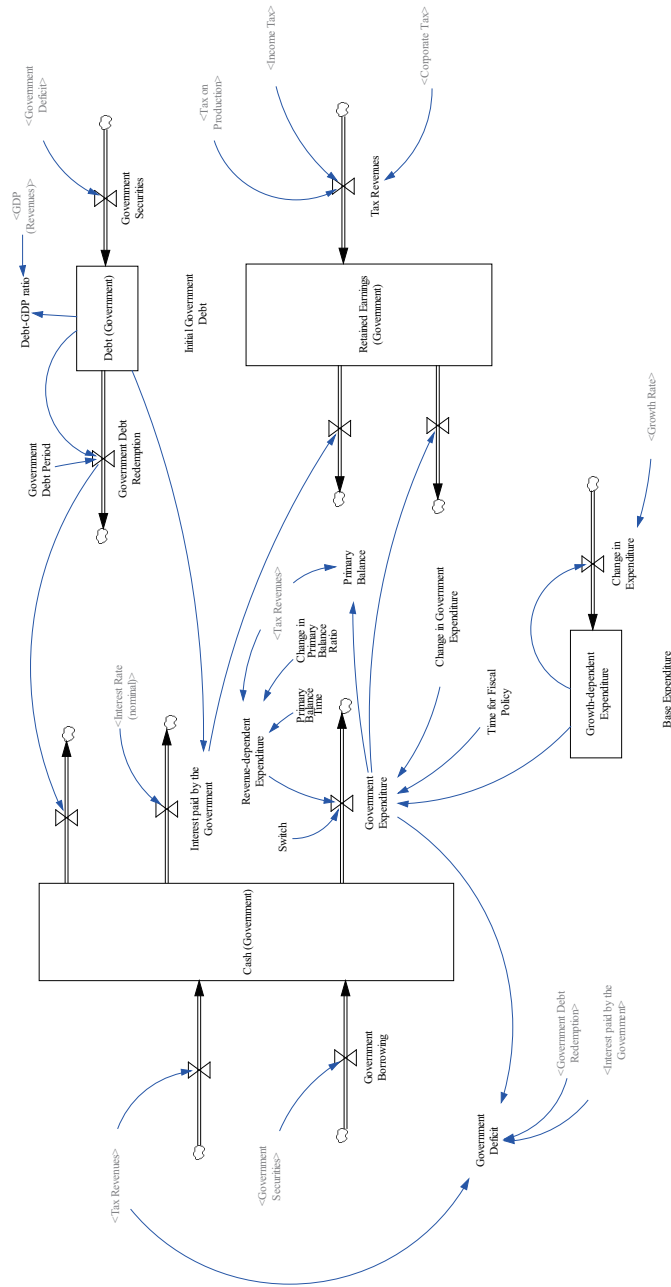 <Tax Revenues>
<Government
Securities>
Government
Borrowing
Government
Deficit
<Government Debt
Redemption>
<Interest paid by the
Government>
Cash (Government)
<Interest Rate
(nominal)>
Interest paid by the
Government
Revenue-dependent
Expenditure
Switch
Primary
Balance Time
Change in
Primary
Balance
Ratio
<Tax Revenues>
Government
Expenditure
Primary
Balance
Change in Government
Expenditure
Time for Fiscal
Policy
Growth-dependent
Expenditure
Base Expenditure
Change in
Expenditure
<Growth Rate>
Government
Debt Period
Government Debt
Redemption
Debt (Government)
Debt-GDP ratio
<GDP
(Revenues)>
Initial Government
Debt
Government
Securities
<Government
Deficit>
Retained Earnings
(Government)
Tax Revenues
<Tax on
Production>
<Income Tax>
<Corporate Tax>